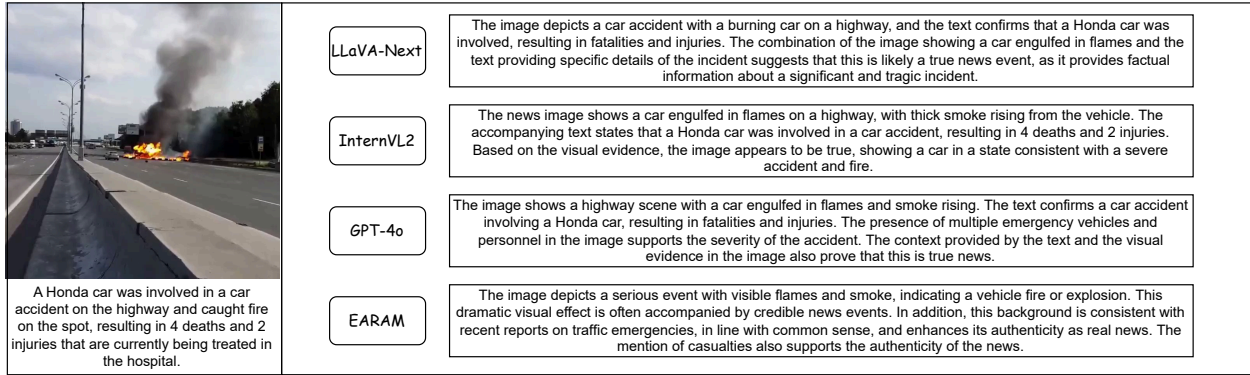 A Honda car was involved in a car
accident on the highway and caught fire
on the spot, resulting in 4 deaths and 2
injuries that are currently being treated in
the hospital.
LLaVA-Next
The image depicts a car accident with a burning car on a highway, and the text confirms that a Honda car was
involved, resulting in fatalities and injuries. The combination of the image showing a car engulfed in flames and the
text providing specific details of the incident suggests that this is likely a true news event, as it provides factual
information about a significant and tragic incident.
InternVL2
The news image shows a car engulfed in flames on a highway, with thick smoke rising from the vehicle. The
accompanying text states that a Honda car was involved in a car accident, resulting in 4 deaths and 2 injuries.
Based on the visual evidence, the image appears to be true, showing a car in a state consistent with a severe
accident and fire.
GPT-4o
The image shows a highway scene with a car engulfed in flames and smoke rising. The text confirms a car accident
involving a Honda car, resulting in fatalities and injuries. The presence of multiple emergency vehicles and
personnel in the image supports the severity of the accident. The context provided by the text and the visual
evidence in the image also prove that this is true news.
EARAM
The image depicts a serious event with visible flames and smoke, indicating a vehicle fire or explosion. This
dramatic visual effect is often accompanied by credible news events. In addition, this background is consistent with
recent reports on traffic emergencies, in line with common sense, and enhances its authenticity as real news. The
mention of casualties also supports the authenticity of the news.